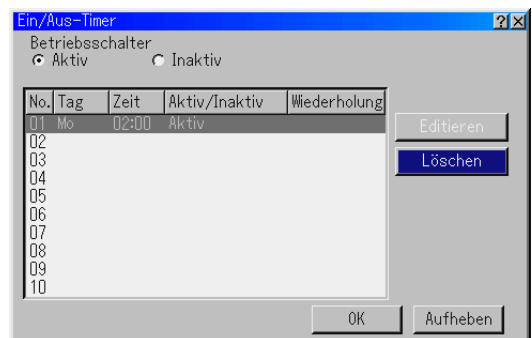 Ein/Aus-Timer
Betriebsschalter
Aktiv Inaktiv
No. Tag Zeit Aktiv/Inaktiv Wiederholung
01 Mo 02:00 Aktiv
Editieren
02
03
Löschen
04
05
06
07
08
09
10
OK Aufheben